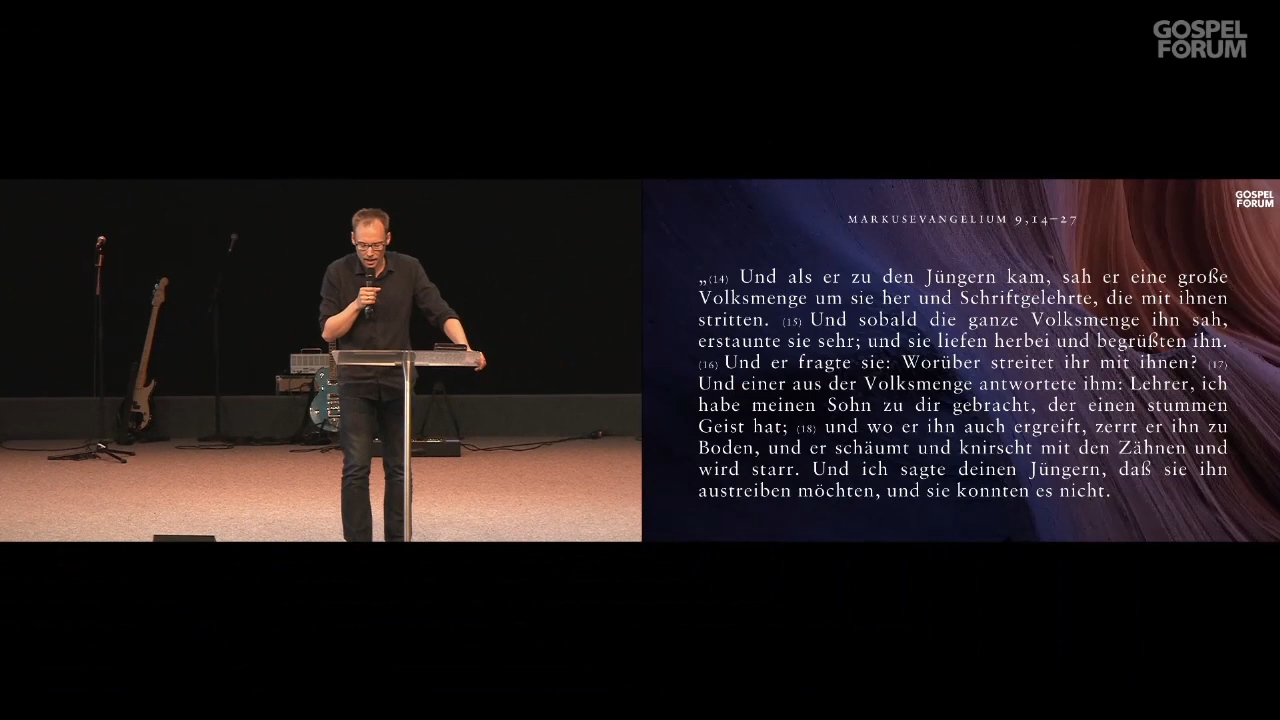 GOSPEL
FORUM
GOSPEL
FORUM
MARKUSEVANGELIUM 9,14–27
„(14) Und als er zu den Jüngern kam, sah er eine große
Volksmenge um sie her und Schriftgelehrte, die mit ihnen
stritten. (15) Und sobald die ganze Volksmenge ihn sah,
erstaunte sie sehr; und sie liefen herbei und begrüßten ihn.
(16) Und er fragte sie: Worüber streitet ihr mit ihnen? (17)
Und einer aus der Volksmenge antwortete ihm: Lehrer, ich
habe meinen Sohn zu dir gebracht, der einen stummen
Geist hat; (18) und wo er ihn auch ergreift, zerrt er ihn zu
Boden, und er schäumt und knirscht mit den Zähnen und
wird starr. Und ich sagte deinen Jüngern, daß sie ihn
austreiben möchten, und sie konnten es nicht.